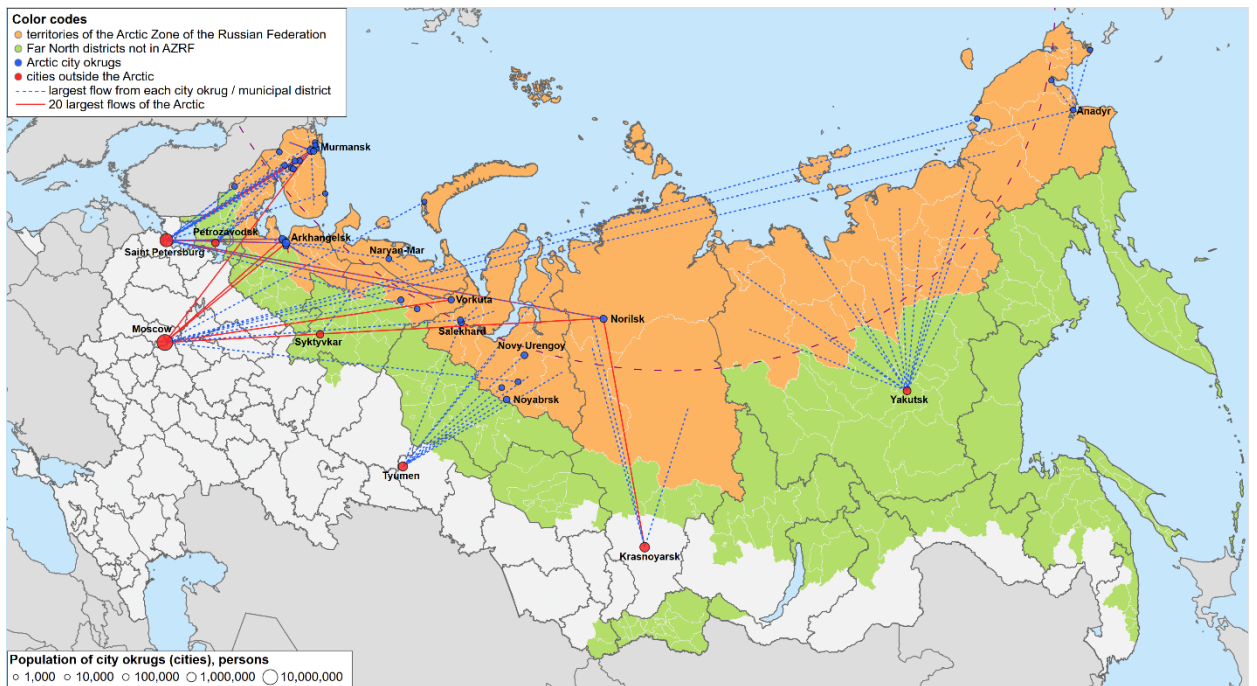 Color codes
territories of the Arctic Zone of the Russian Federation
Far North districts not in AZRF
Arctic city okrugs
cities outside the Arctic
largest flow from each city okrug / municipal district
20 largest flows of the Arctic
Anadyr
Murmansk
Petrozavodsk
Arkhangelsk
Saint Petersburg
Naryan-Mar
Vorkuta
Moscow
Salekhard
Norilsk
Syktyvkar
Novy Urengoy
Noyabrsk
Yakutsk
Tyumen
Krasnoyarsk
Population of city okrugs (cities), persons
1,000 10,000 100,000 1,000,000 10,000,000